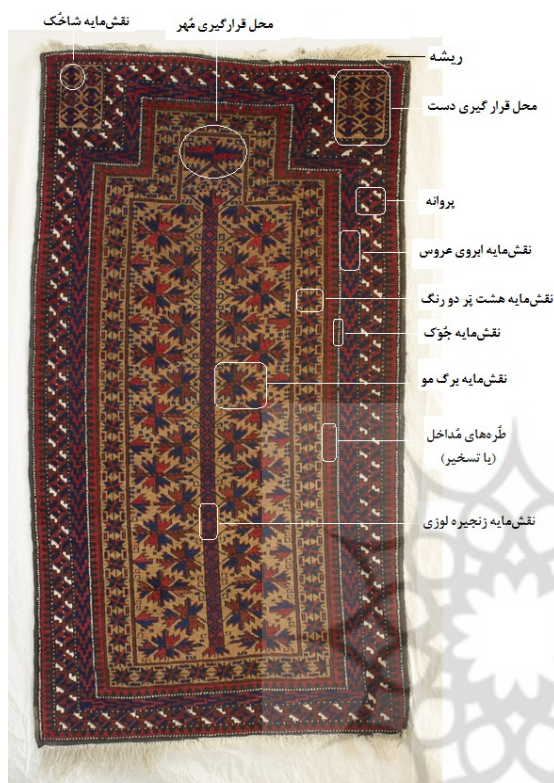 نقش‌مایه شاخَک
محل قرارگیری مُهر
ریشه
محل قرار گیری دست
پروانه
نقش‌مایه ابروی عروس
نقش‌مایه هشت پَر دو رنگ
نقش‌مایه جُوَک
نقش‌مایه برگ مو
طُره‌های مُداخل
(یا تسخیر)
نقش‌مایه زنجیره لوزی